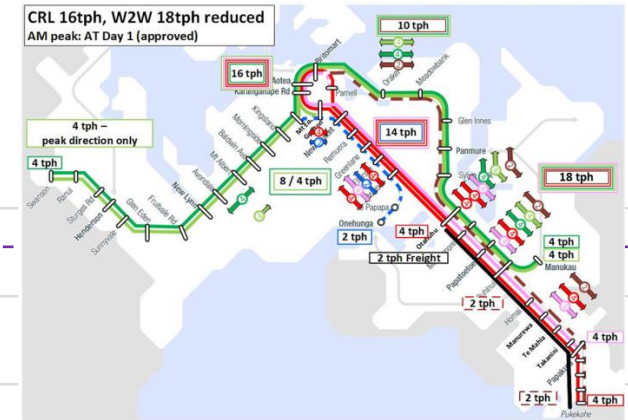 CRL 16tph, W2W 18tph reduced
AM peak: AT Day 1 (approved)
10 tph
Britomart
16 tph
Aotea
Karangahape Rd
Parnell
Orakei
Meadowbank
Kingsland
Morningside
Baldwin Ave
Mt Albert
Avondale
New Lynn
Fruitvale Rd
Glen Eden
Sunnyvale
Henderson
Sturges Rd
Ranui
Swanson
4 tph –
peak direction only
4 tph
8 / 4 tph
14 tph
Remuera
Greenlane
Glen Innes
Panmure
Sylvia
18 tph
Papapa
Onehunga
2 tph
4 tph
Otahuhu
2 tph Freight
Papatoetoe
Puhinui
4 tph
4 tph
Manukau
2 tph
Homai
Manurewa
Te Mahia
Takanini
Papakura
4 tph
2 tph
4 tph
Pukekohe